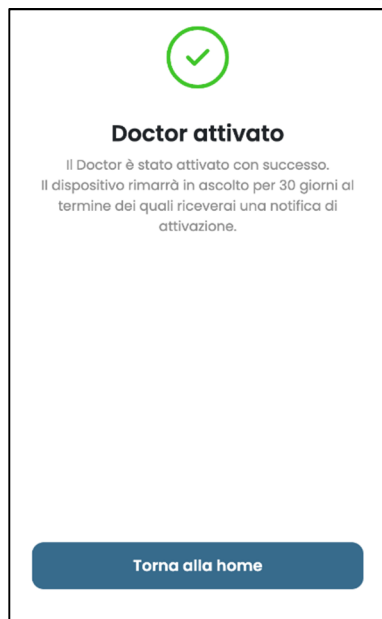 Doctor attivato
Il Doctor è stato attivato con successo.
Il dispositivo rimarrà in ascolto per 30 giorni al
termine dei quali riceverai una notifica di
attivazione.
Torna alla home